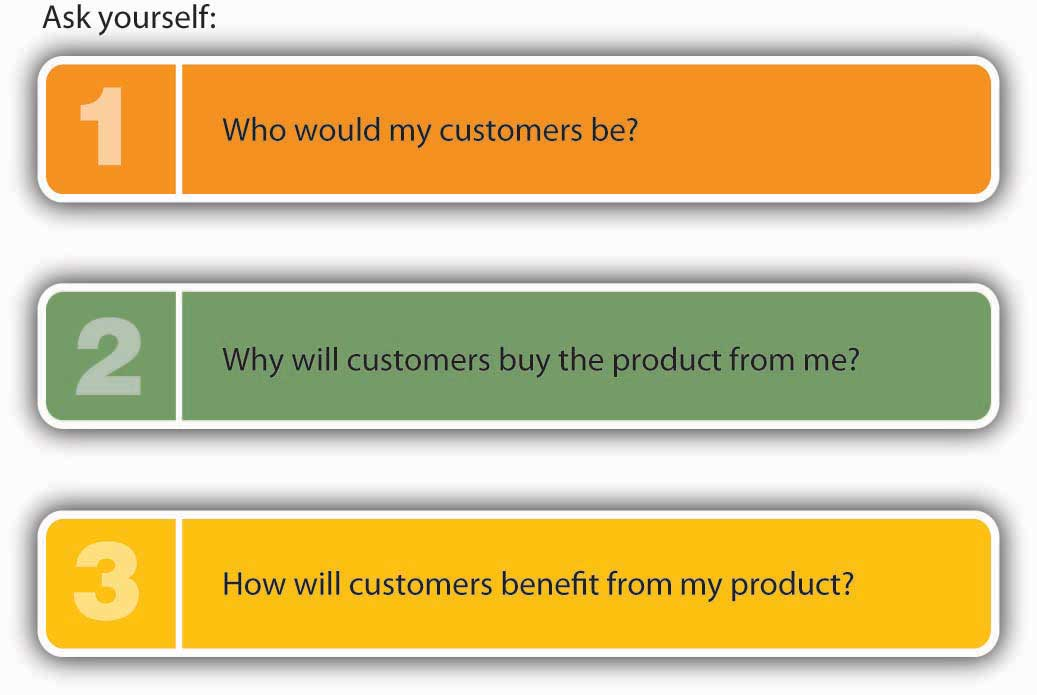 Ask yourself:
1
Who would my customers be?
2
Why will customers buy the product from me?
3
How will customers benefit from my product?